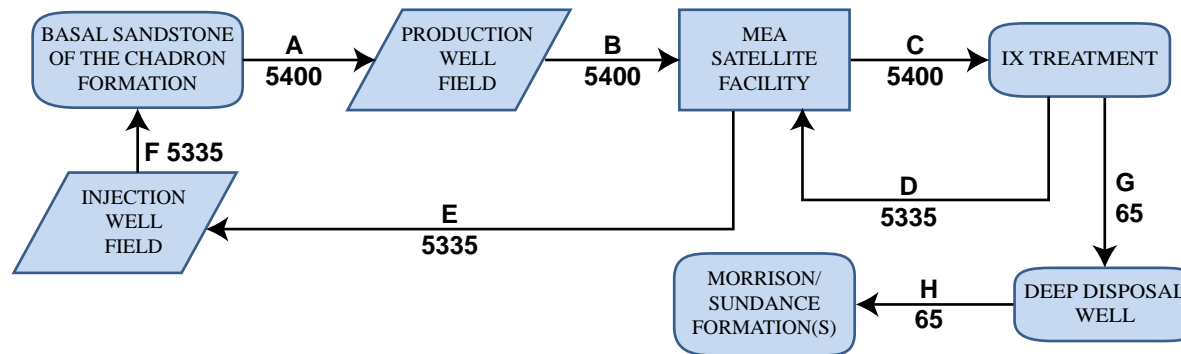 BASAL SANDSTONE
OF THE CHADRON
FORMATION
A
5400
PRODUCTION
WELL
FIELD
B
5400
MEA
SATELLITE
FACILITY
C
5400
IX TREATMENT
F 5335
INJECTION
WELL
FIELD
E
5335
D
5335
G
65
MORRISON/
SUNDANCE
FORMATION(S)
H
65
DEEP DISPOSAL
WELL